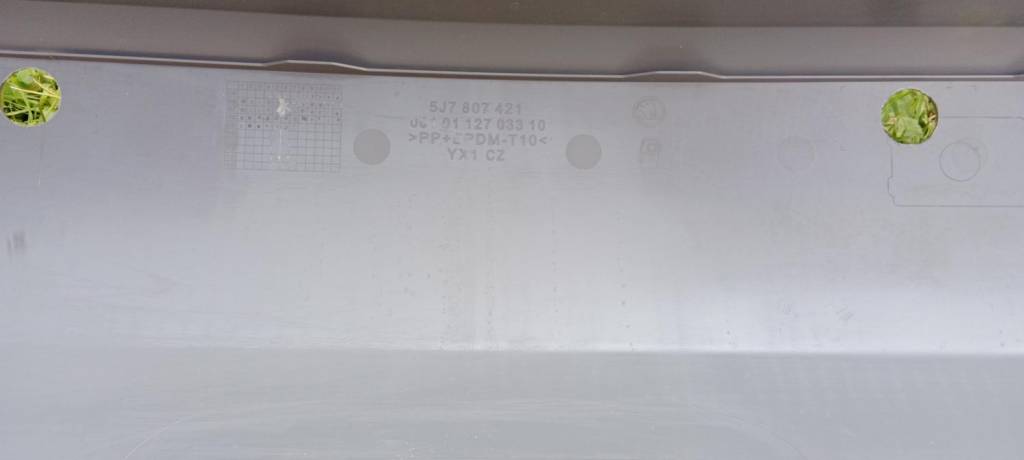 5J7 807 421
01 127 033 10
>PP+EPDM-T10<
YX1 CZ